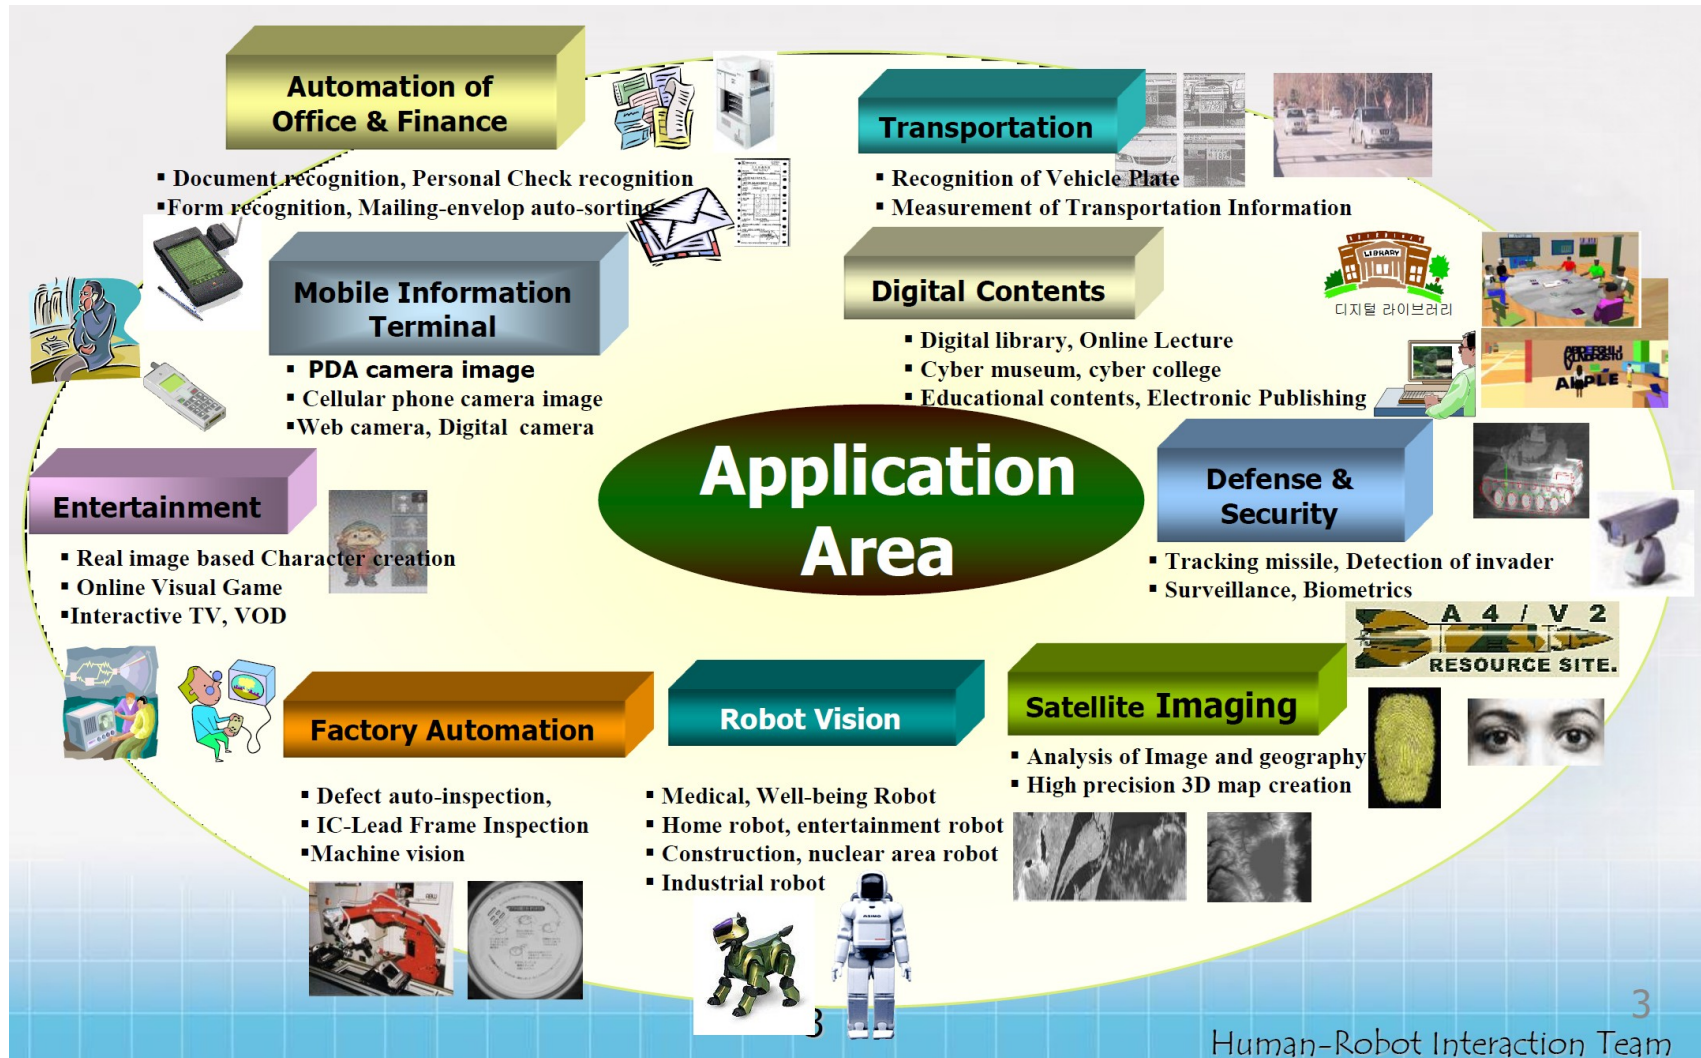 Automation of
Office & Finance
▪ Document recognition, Personal Check recognition
▪Form recognition, Mailing-envelop auto-sorting
Transportation
▪ Recognition of Vehicle Plate
▪ Measurement of Transportation Information
Mobile Information
Terminal
▪ PDA camera image
▪ Cellular phone camera image
▪Web camera, Digital camera
Digital Contents
▪ Digital library, Online Lecture
▪ Cyber museum, cyber college
▪ Educational contents, Electronic Publishing
LIBRARY
디지털 라이브러리
Application
Area
Entertainment
▪ Real image based Character creation
▪ Online Visual Game
▪Interactive TV, VOD
Defense &
Security
▪ Tracking missile, Detection of invader
▪ Surveillance, Biometrics
A 4 / V 2
RESOURCE SITE.
Factory Automation
▪ Defect auto-inspection,
▪ IC-Lead Frame Inspection
▪Machine vision
Robot Vision
▪ Medical, Well-being Robot
▪ Home robot, entertainment robot
▪ Construction, nuclear area robot
▪ Industrial robot
Satellite Imaging
▪ Analysis of Image and geography
▪ High precision 3D map creation
3
3
Human-Robot Interaction Team